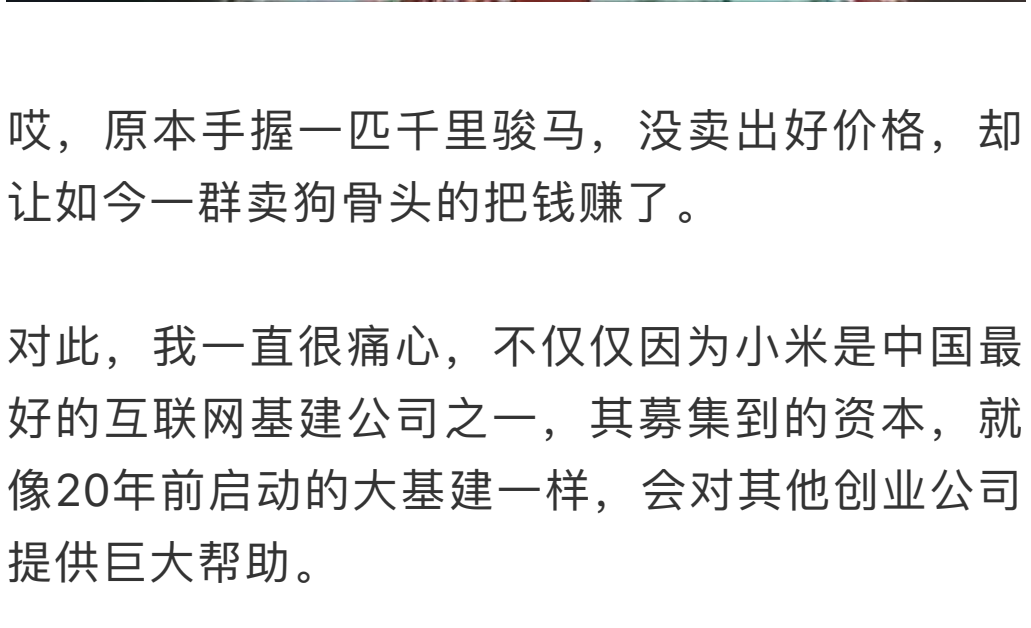 哎，原本手握一匹千里骏马，没卖出好价格，却
让如今一群卖狗骨头的把钱赚了。
对此，我一直很痛心，不仅仅因为小米是中国最
好的互联网基建公司之一，其募集到的资本，就
像20年前启动的大基建一样，会对其他创业公司
提供巨大帮助。